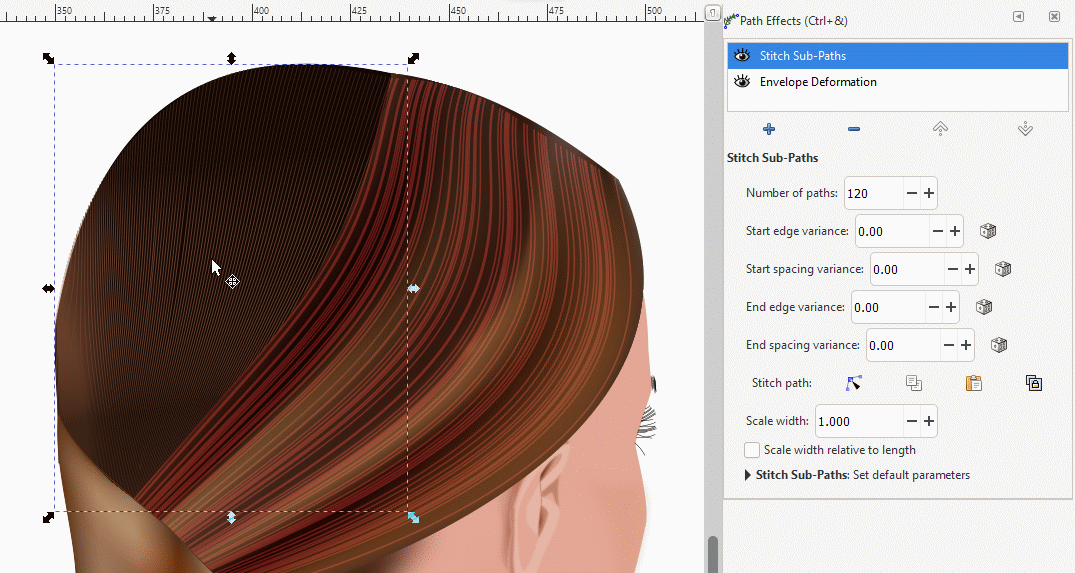 350 375 400 425 450 475 500
Path Effects (Ctrl+&)
Stitch Sub-Paths
Envelope Deformation
Stitch Sub-Paths
Number of paths: 120
Start edge variance: 0.00
Start spacing variance: 0.00
End edge variance: 0.00
End spacing variance: 0.00
Stitch path:
Scale width: 1.000
Scale width relative to length
Stitch Sub-Paths: Set default parameters